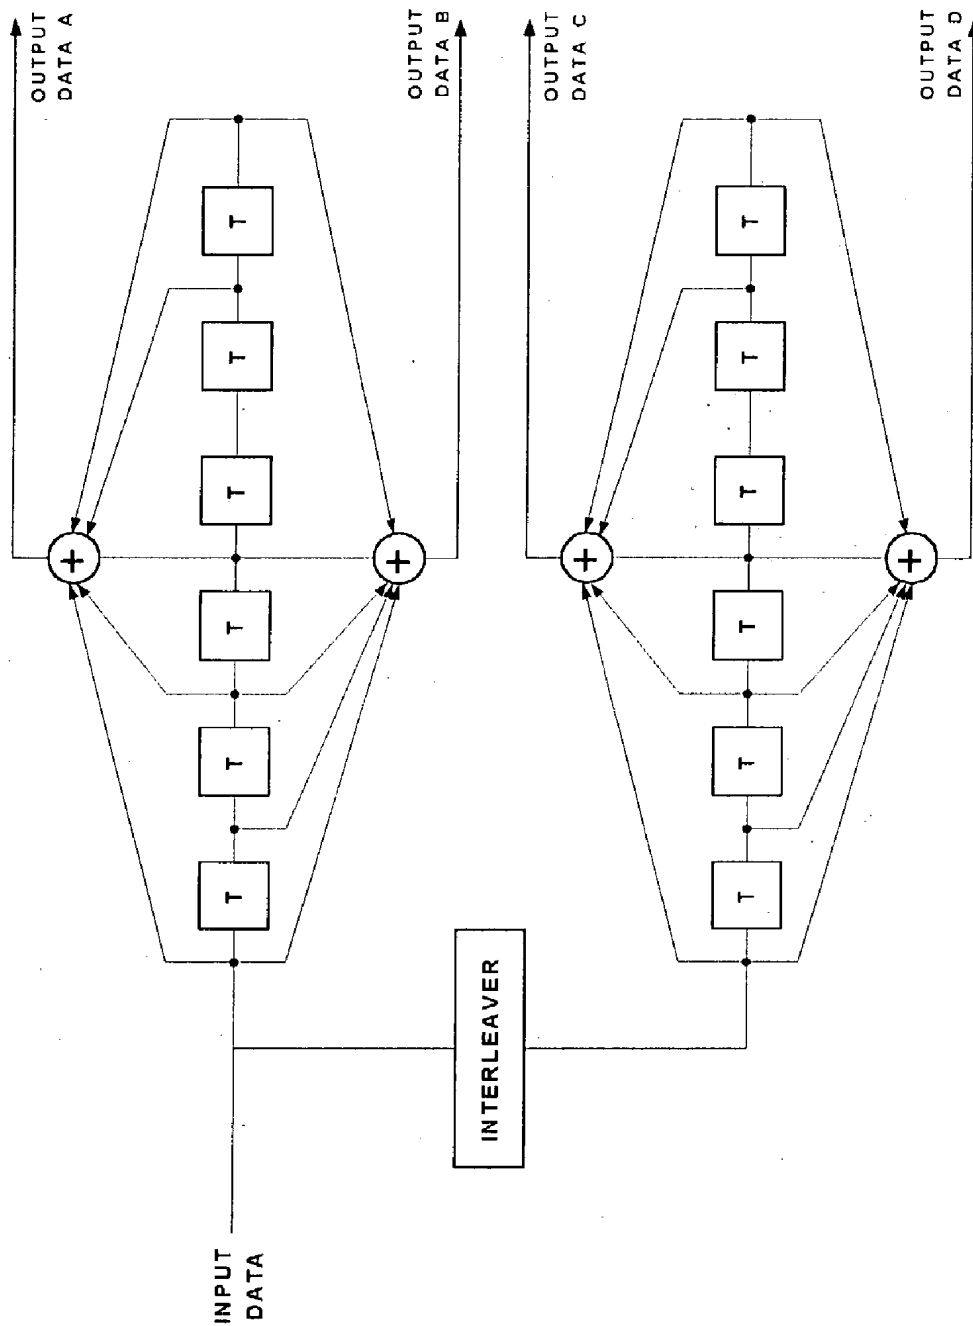 OUTPUT
DATA A
OUTPUT
DATA B
OUTPUT
DATA C
OUTPUT
DATA D
T
T
T
T
T
T
T
T
T
T
T
T
+
+
+
+
INTERLEAVER
INPUT
DATA